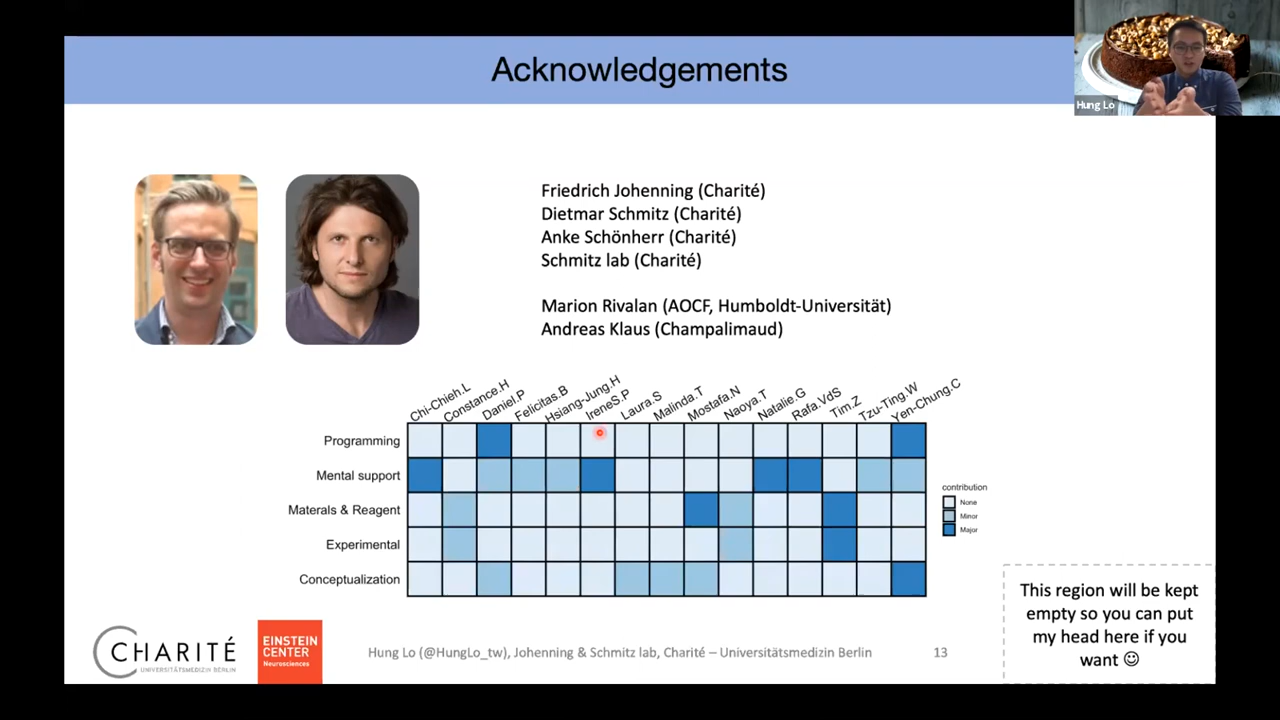 Acknowledgements
Hung Lo
Friedrich Johenning (Charité)
Dietmar Schmitz (Charité)
Anke Schönherr (Charité)
Schmitz lab (Charité)
Marion Rivalan (AOCF, Humboldt-Universität)
Andreas Klaus (Champalimaud)
Chi-Chieh.L
Constance.H
Daniel.P
Felicitas.B
Hsiang-Jung.H
IreneS.P
Laura.S
Malinda.T
Mostafa.N
Naoya.T
Natalie.G
Rafa.VdS
Tim.Z
Tzu-Ting.W
Yen-Chung.C
Programming
Mental support
Materals & Reagent
Experimental
Conceptualization
contribution
None
Minor
Major
This region will be kept
empty so you can put
my head here if you
want ☺
CHARITÉ
UNIVERSITÄTSMEDIZIN BERLIN
EINSTEIN
CENTER
Neurosciences
Hung Lo (@HungLo_tw), Johenning & Schmitz lab, Charité – Universitätsmedizin Berlin
13